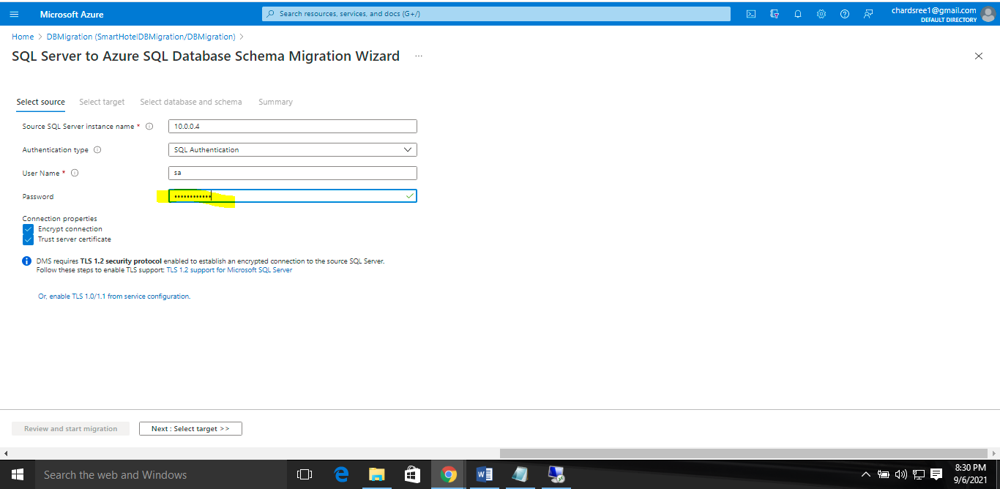 Microsoft Azure
Search resources, services, and docs (G+/)
chardsree1@gmail.com
DEFAULT DIRECTORY
Home > DBMigration (SmartHotelDBMigration/DBMigration) >
SQL Server to Azure SQL Database Schema Migration Wizard ...
Select source Select target Select database and schema Summary
Source SQL Server instance name * 10.0.0.4
Authentication type SQL Authentication
User Name * sa
Password ••••••••••••
Connection properties
Encrypt connection
Trust server certificate
DMS requires TLS 1.2 security protocol enabled to establish an encrypted connection to the source SQL Server.
Follow these steps to enable TLS support: TLS 1.2 support for Microsoft SQL Server
Or, enable TLS 1.0/1.1 from service configuration.
Review and start migration Next : Select target >>
Search the web and Windows
8:30 PM
9/6/2021